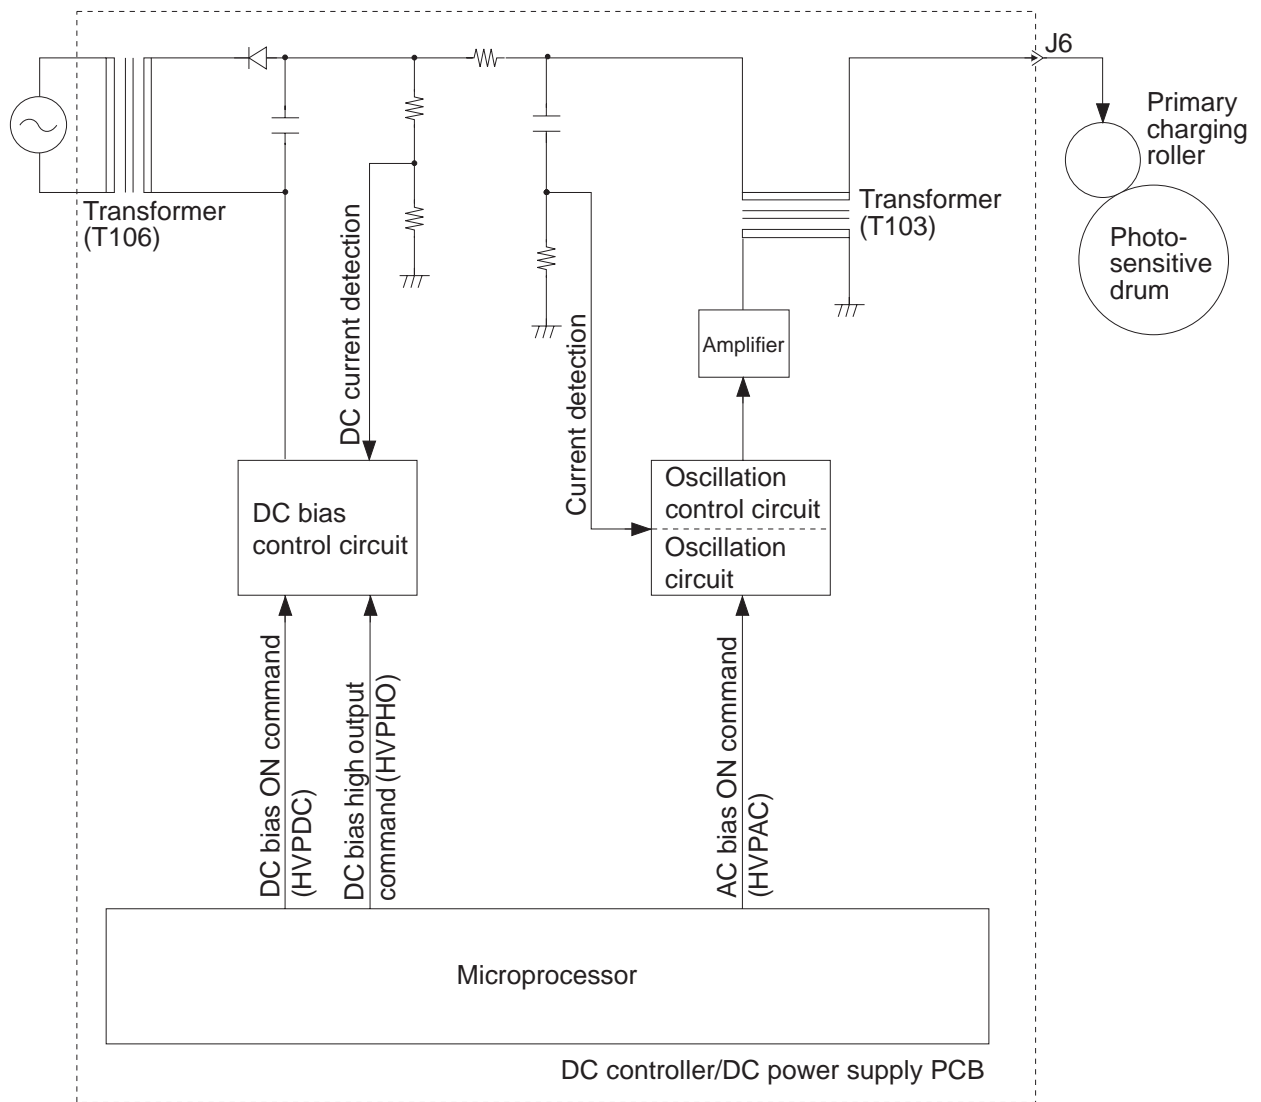 J6
Primary
charging
roller
Transformer
(T106)
Transformer
(T103)
Photo-
sensitive
drum
DC current detection
Current detection
Amplifier
DC bias
control circuit
Oscillation
control circuit
Oscillation
circuit
DC bias ON command
(HVPDC)
DC bias high output
command (HVPHO)
AC bias ON command
(HVPAC)
Microprocessor
DC controller/DC power supply PCB